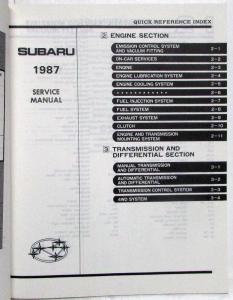 QUICK REFERENCE INDEX
SUBARU
1987
SERVICE
MANUAL
2 ENGINE SECTION
EMISSION CONTROL SYSTEM
AND VACUUM FITTING 2-1
ON-CAR SERVICES 2-2
ENGINE 2-3
ENGINE LUBRICATION SYSTEM 2-4
ENGINE COOLING SYSTEM 2-5
* * * * * * * * * * * * 2-6
FUEL INJECTION SYSTEM 2-7
FUEL SYSTEM 2-8
EXHAUST SYSTEM 2-9
CLUTCH 2-10
ENGINE AND TRANSMISSION
MOUNTING SYSTEM 2-11
3 TRANSMISSION AND
DIFFERENTIAL SECTION
MANUAL TRANSMISSION
AND DIFFERENTIAL 3-1
AUTOMATIC TRANSMISSION
AND DIFFERENTIAL 3-2
TRANSMISSION CONTROL SYSTEM 3-3
4WD SYSTEM 3-4